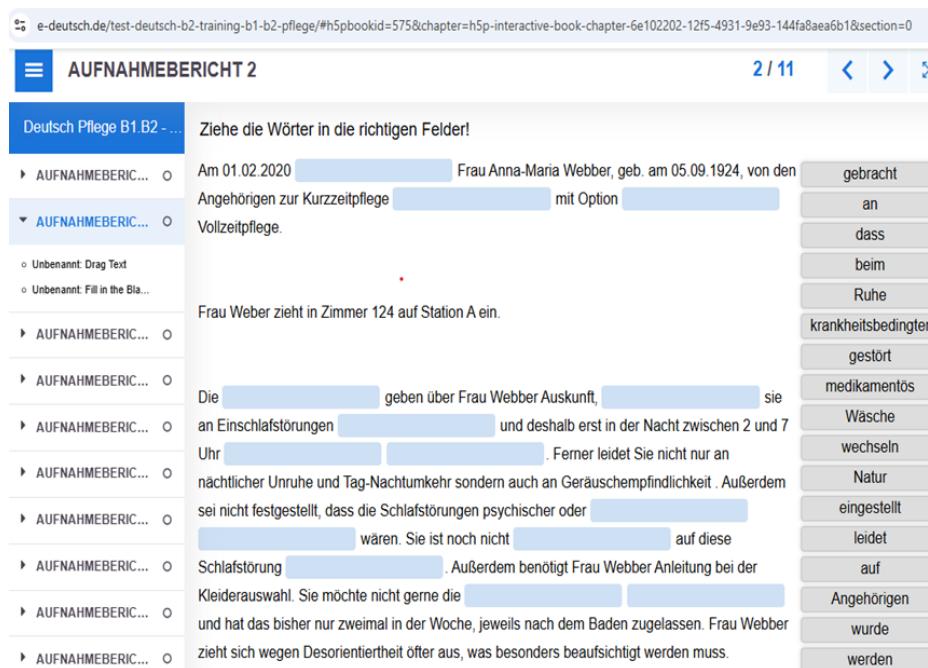 e-deutsch.de/test-deutsch-b2-training-b1-b2-pflege/#h5pbookid=575&chapter=h5p-interactive-book-chapter-6e102202-12f5-4931-9e93-144fa8aea6b1&section=0
AUFNAHMEBERICHT 2
2 / 11
Deutsch Pflege B1.B2 - ...
AUFNAHMEBERIC...
AUFNAHMEBERIC...
Unbenannt: Drag Text
Unbenannt: Fill in the Bla...
AUFNAHMEBERIC...
AUFNAHMEBERIC...
AUFNAHMEBERIC...
AUFNAHMEBERIC...
AUFNAHMEBERIC...
AUFNAHMEBERIC...
AUFNAHMEBERIC...
AUFNAHMEBERIC...
Ziehe die Wörter in die richtigen Felder!
Am 01.02.2020 Frau Anna-Maria Webber, geb. am 05.09.1924, von den
Angehörigen zur Kurzzeitpflege mit Option
Vollzeitpflege.
Frau Weber zieht in Zimmer 124 auf Station A ein.
Die geben über Frau Webber Auskunft, sie
an Einschlafstörungen und deshalb erst in der Nacht zwischen 2 und 7
Uhr . Ferner leidet Sie nicht nur an
nächtlicher Unruhe und Tag-Nachtumkehr sondern auch an Geräuschempfindlichkeit . Außerdem
sei nicht festgestellt, dass die Schlafstörungen psychischer oder
wären. Sie ist noch nicht auf diese
Schlafstörung . Außerdem benötigt Frau Webber Anleitung bei der
Kleiderauswahl. Sie möchte nicht gerne die
und hat das bisher nur zweimal in der Woche, jeweils nach dem Baden zugelassen. Frau Webber
zieht sich wegen Desorientiertheit öfter aus, was besonders beaufsichtigt werden muss.
gebracht
an
dass
beim
Ruhe
krankheitsbedingter
gestört
medikamentös
Wäsche
wechseln
Natur
eingestellt
leidet
auf
Angehörigen
wurde
werden